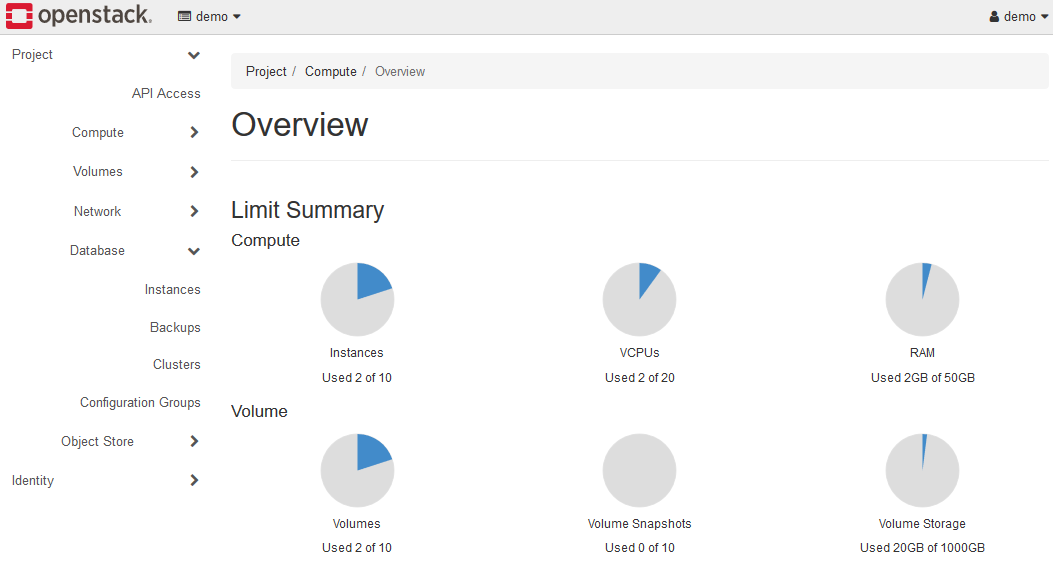 openstack. demo demo
Project
API Access
Compute
Volumes
Network
Database
Instances
Backups
Clusters
Configuration Groups
Object Store
Identity
Project / Compute / Overview
Overview
Limit Summary
Compute
Instances VCPUs RAM
Used 2 of 10 Used 2 of 20 Used 2GB of 50GB
Volume
Volumes Volume Snapshots Volume Storage
Used 2 of 10 Used 0 of 10 Used 20GB of 1000GB